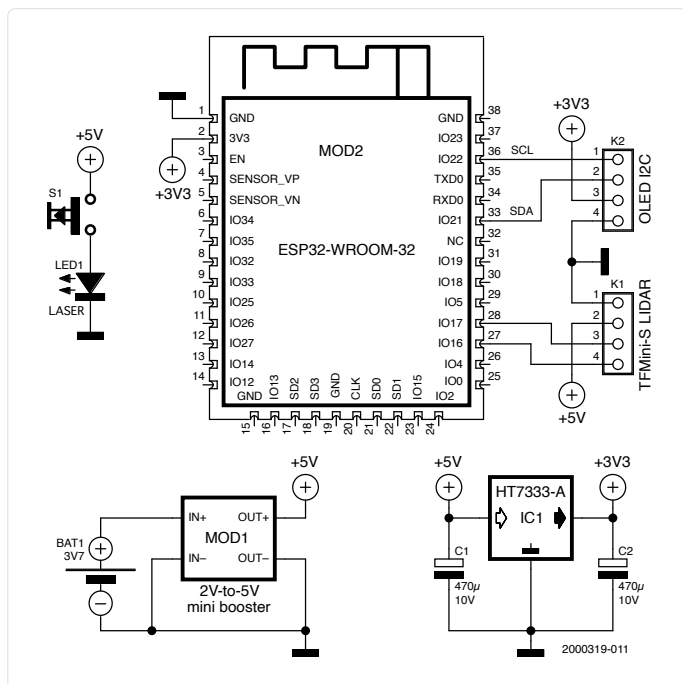 +5V
S1
LED1
LASER
+3V3
MOD2
ESP32-WROOM-32
1 GND
2 3V3
3 EN
4 SENSOR_VP
5 SENSOR_VN
6 IO34
7 IO35
8 IO32
9 IO33
10 IO25
11 IO26
12 IO27
13 IO14
14 IO12
GND IO13 SD2 SD3 GND CLK SD0 SD1 IO15 IO2
15 16 17 18 19 20 21 22 23 24
GND 38
IO23 37
IO22 36 SCL
TXD0 35
RXD0 34
IO21 33 SDA
NC 32
IO19 31
IO18 30
IO5 29
IO17 28
IO16 27
IO4 26
IO0 25
+3V3
K2
1
2
3
4
OLED I2C
K1
1
2
3
4
TFMini-S LIDAR
+5V
BAT1
3V7
IN+ OUT+
MOD1
IN– OUT–
2V-to-5V
mini booster
+5V
+5V
HT7333-A
IC1
+3V3
C1
470µ
10V
C2
470µ
10V
2000319-011